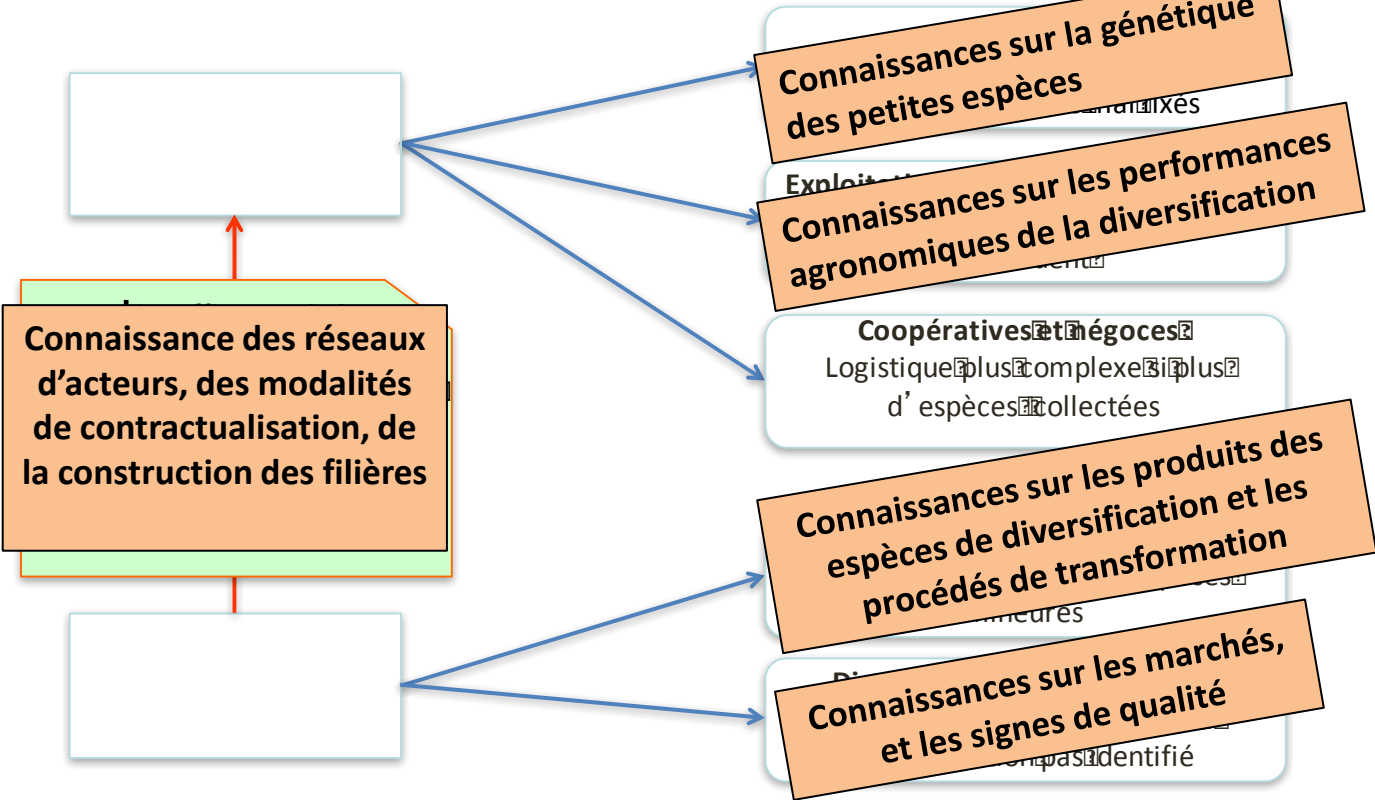 Connaissances sur la génétique
des petites espèces
Connaissances sur les performances
agronomiques de la diversification
Connaissance des réseaux
d’acteurs, des modalités
de contractualisation, de
la construction des filières
Coopératives et négoces
Logistique plus complexe si plus
d’ espèces collectées
Connaissances sur les produits des
espèces de diversification et les
procédés de transformation
Connaissances sur les marchés,
et les signes de qualité
pas identifié